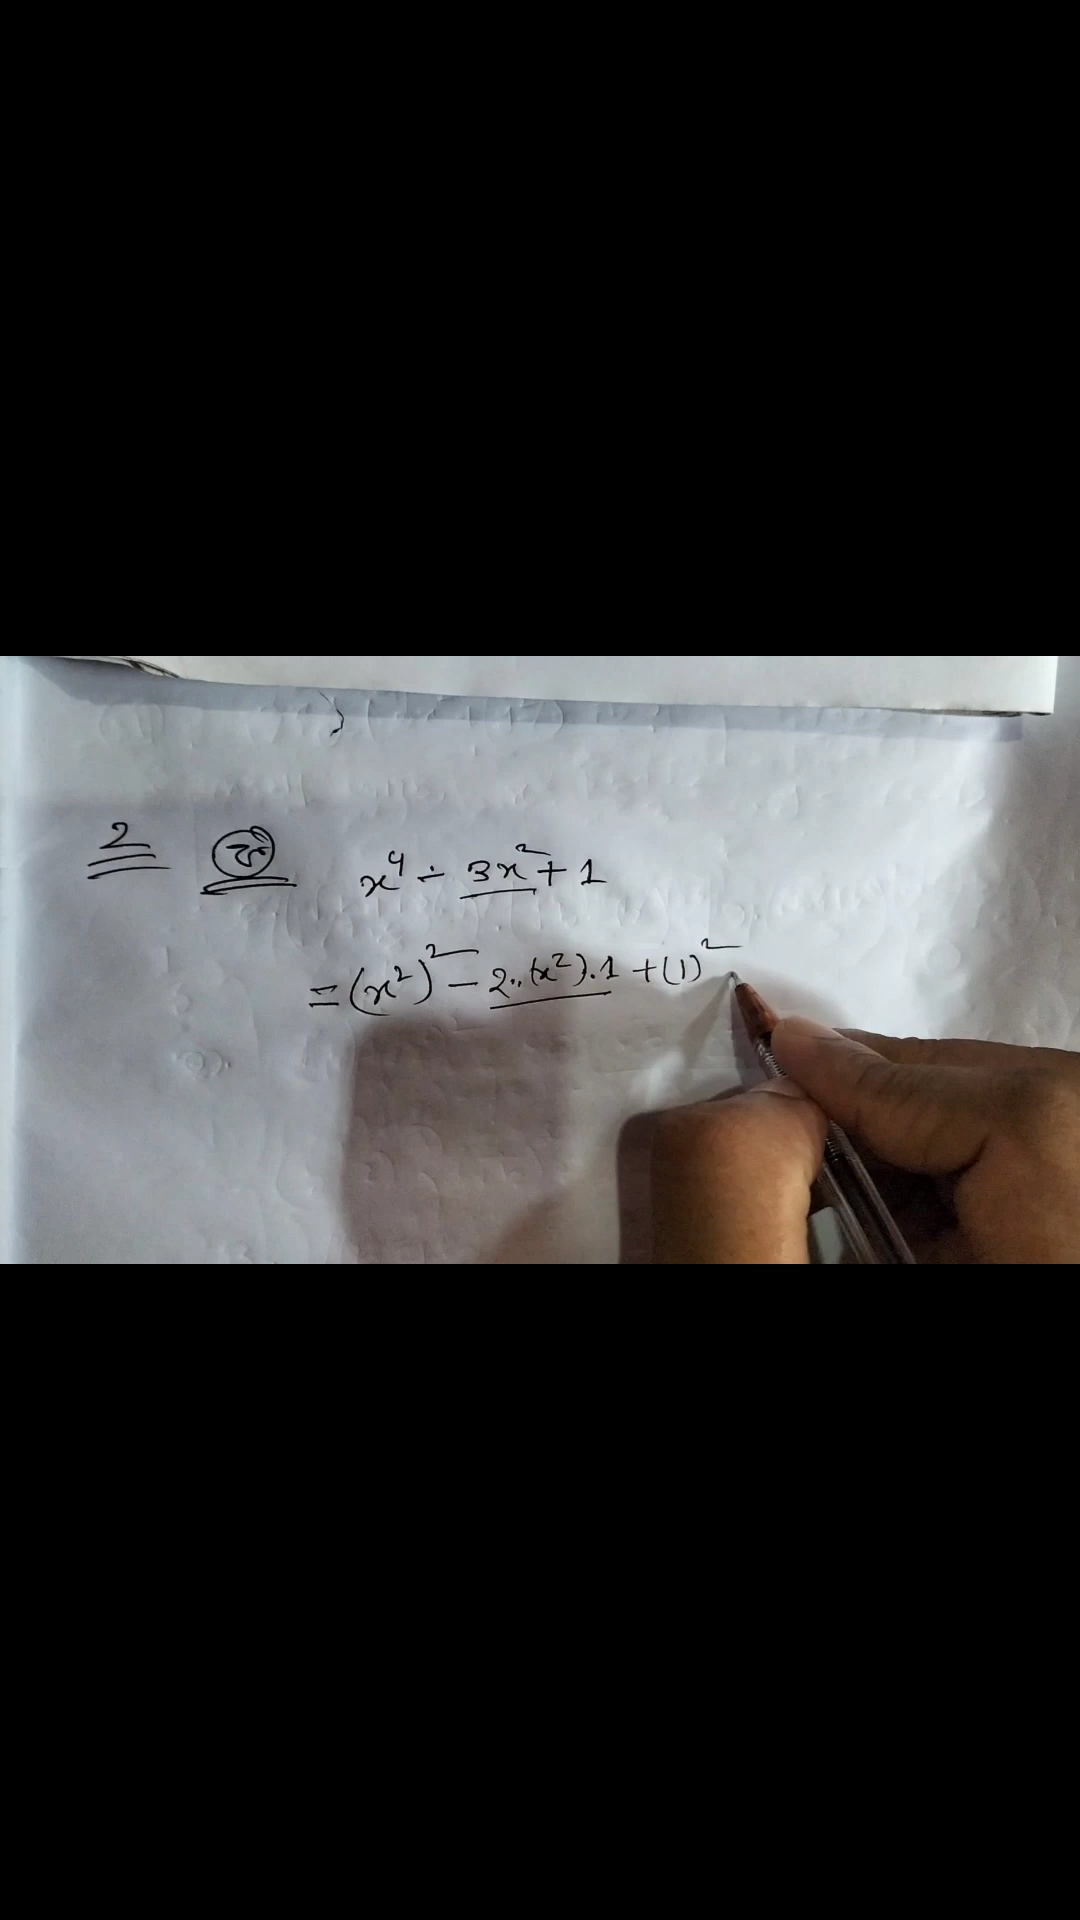 2 x⁴ - 3x² + 1
= (x²)² - 2.(x²).1 + (1)²